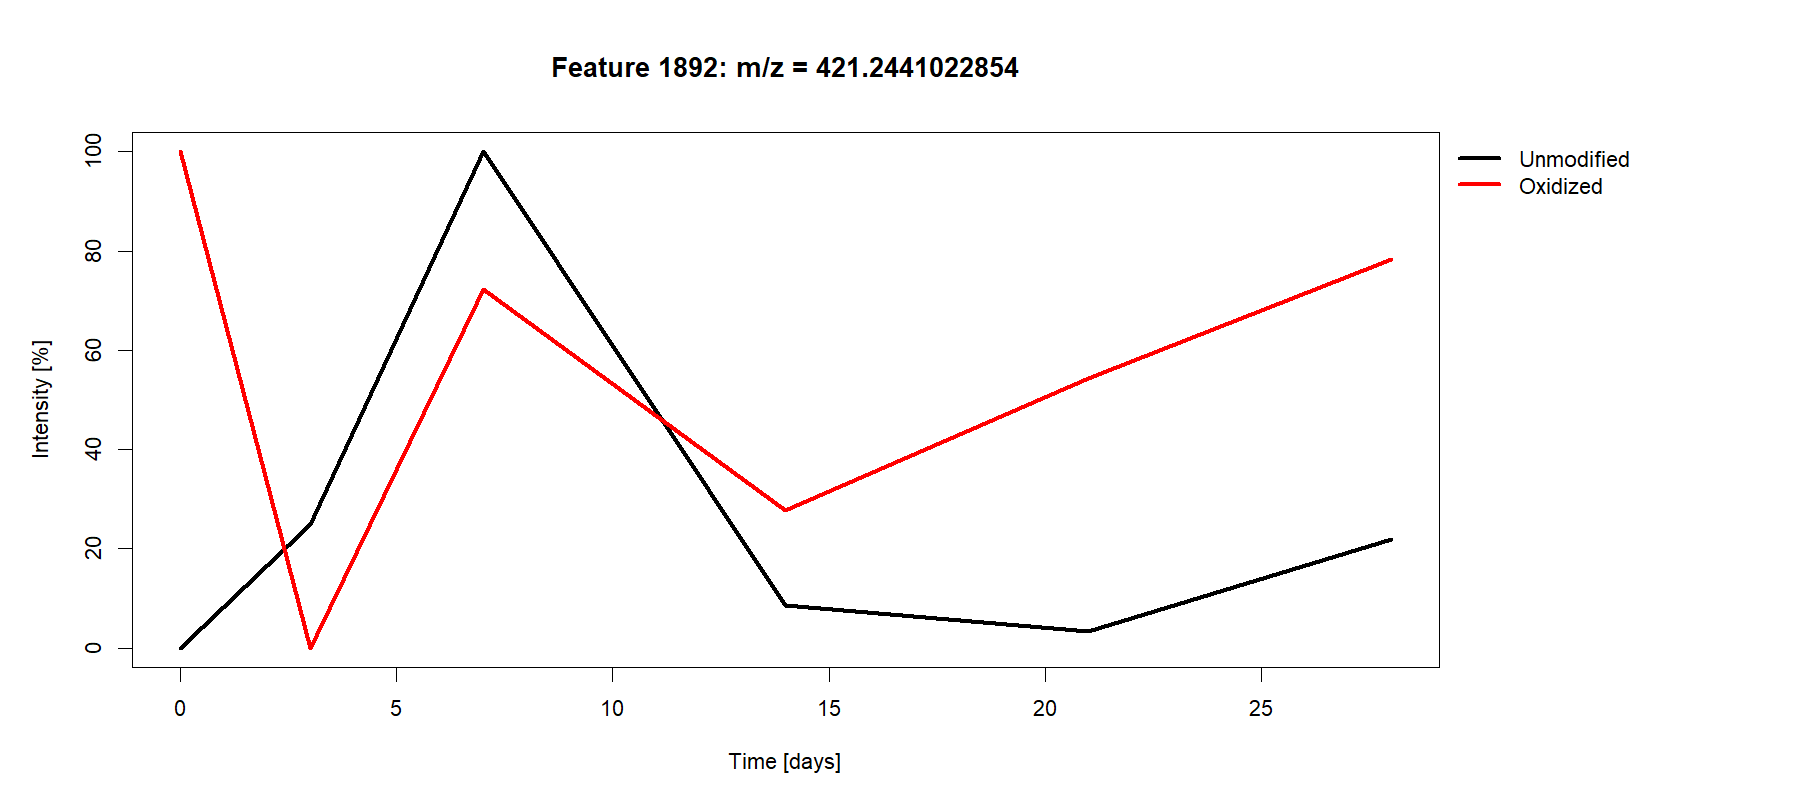 Feature 1892: m/z = 421.2441022854
Unmodified
Oxidized
Intensity [%]
100
80
60
40
20
0
0 5 10 15 20 25
Time [days]